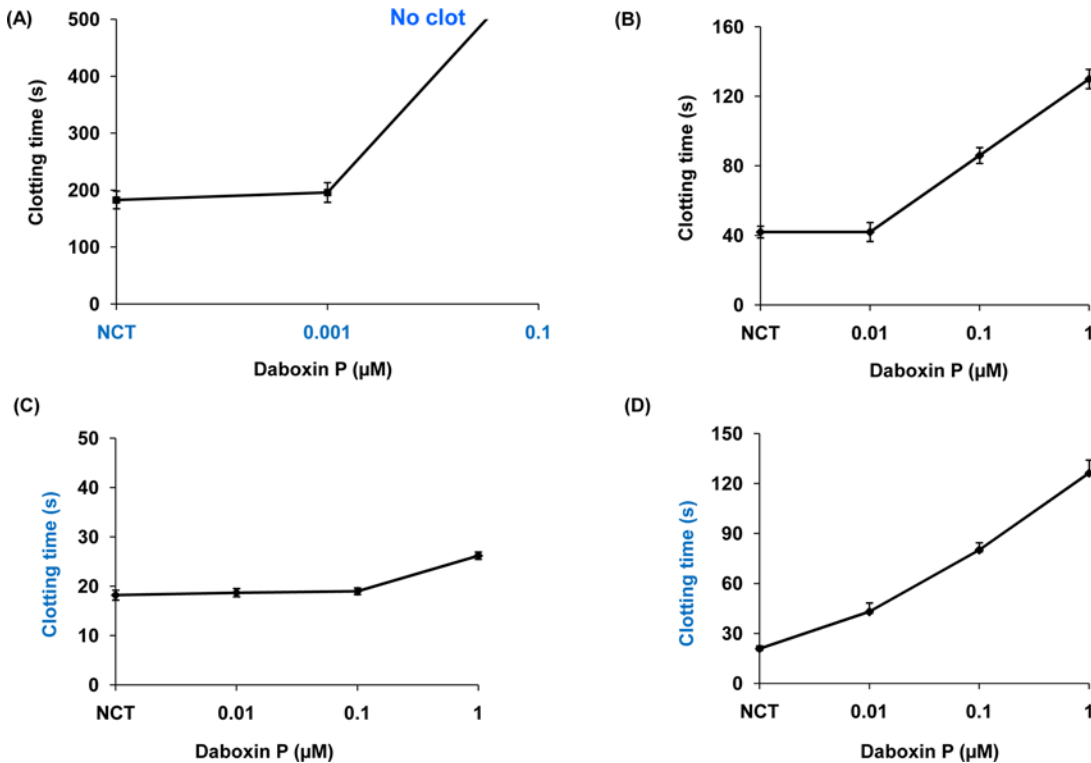 (A)
No clot
Clotting time (s)
500
400
300
200
100
0
NCT 0.001 0.1
Daboxin P (µM)
(B)
Clotting time (s)
160
120
80
40
0
NCT 0.01 0.1 1
Daboxin P (µM)
(C)
Clotting time (s)
50
40
30
20
10
0
NCT 0.01 0.1 1
Daboxin P (µM)
(D)
Clotting time (s)
150
120
90
60
30
0
NCT 0.01 0.1 1
Daboxin P (µM)